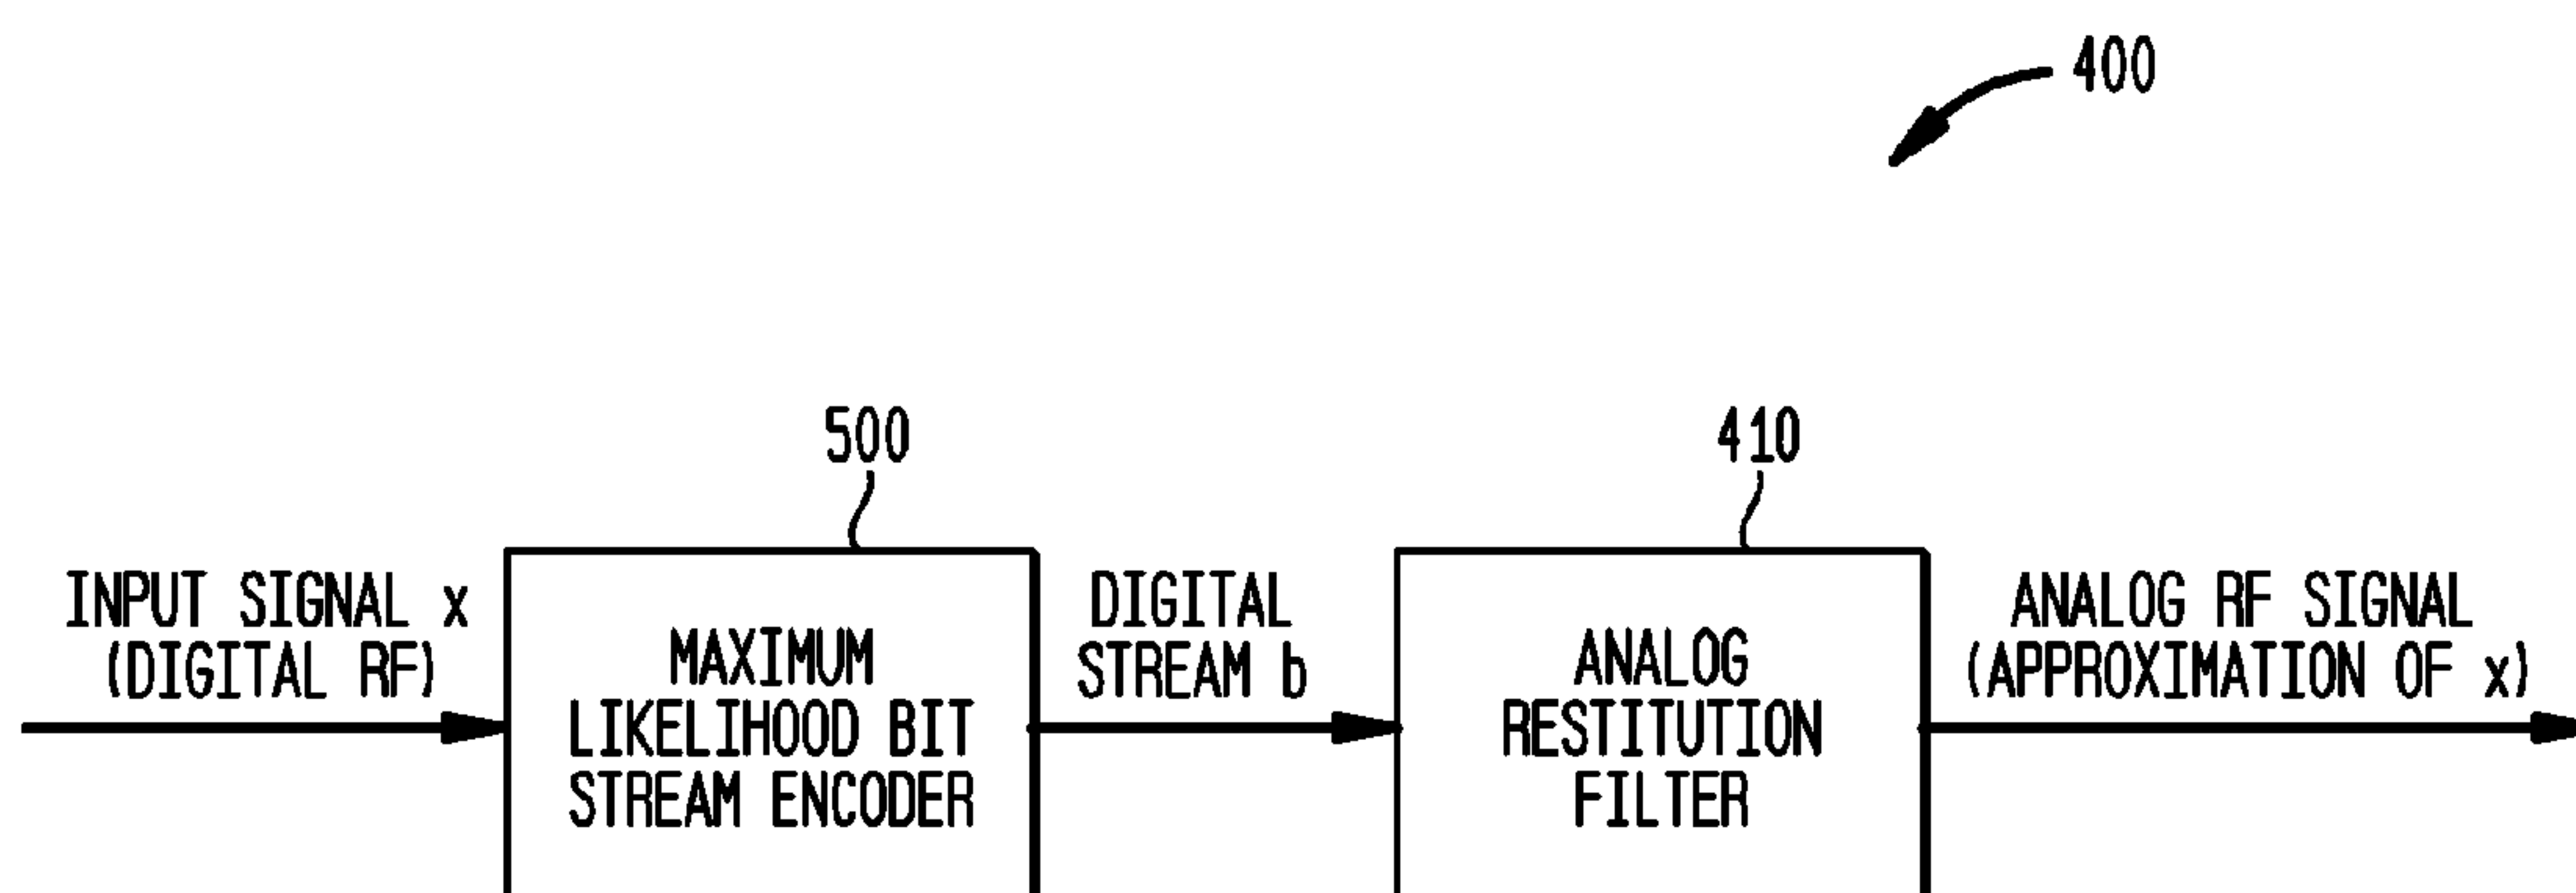 400
500
410
INPUT SIGNAL x
(DIGITAL RF)
MAXIMUM
LIKELIHOOD BIT
STREAM ENCODER
DIGITAL
STREAM b
ANALOG
RESTITUTION
FILTER
ANALOG RF SIGNAL
(APPROXIMATION OF x)